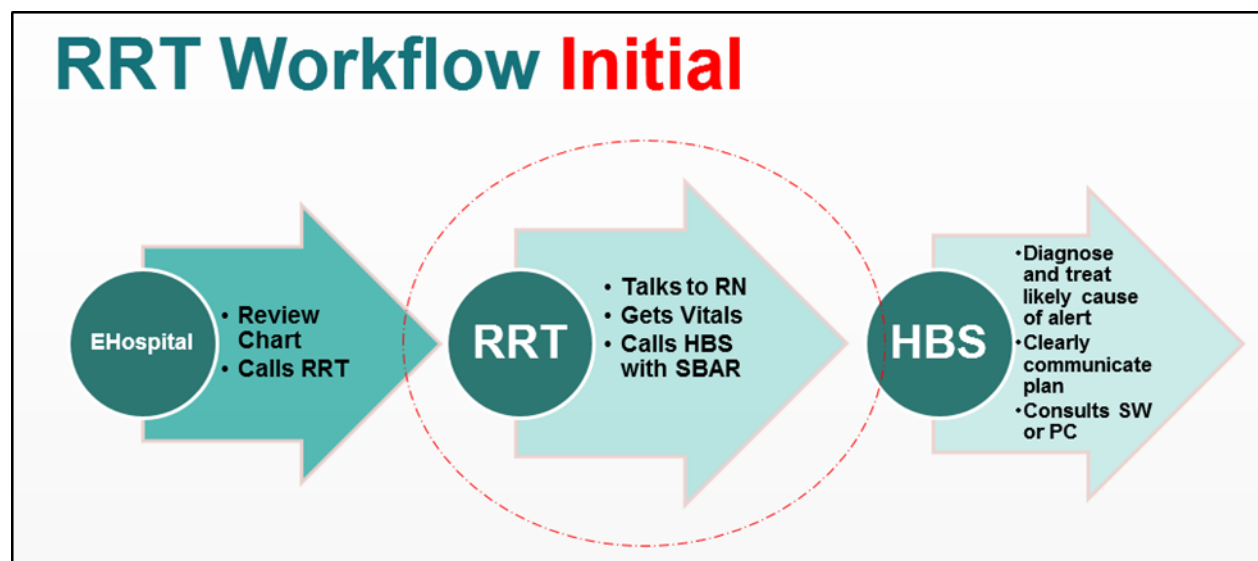 RRT Workflow Initial
EHospital
• Review
Chart
• Calls RRT
RRT
• Talks to RN
• Gets Vitals
• Calls HBS
with SBAR
HBS
•Diagnose
and treat
likely cause
of alert
•Clearly
communicate
plan
•Consults SW
or PC